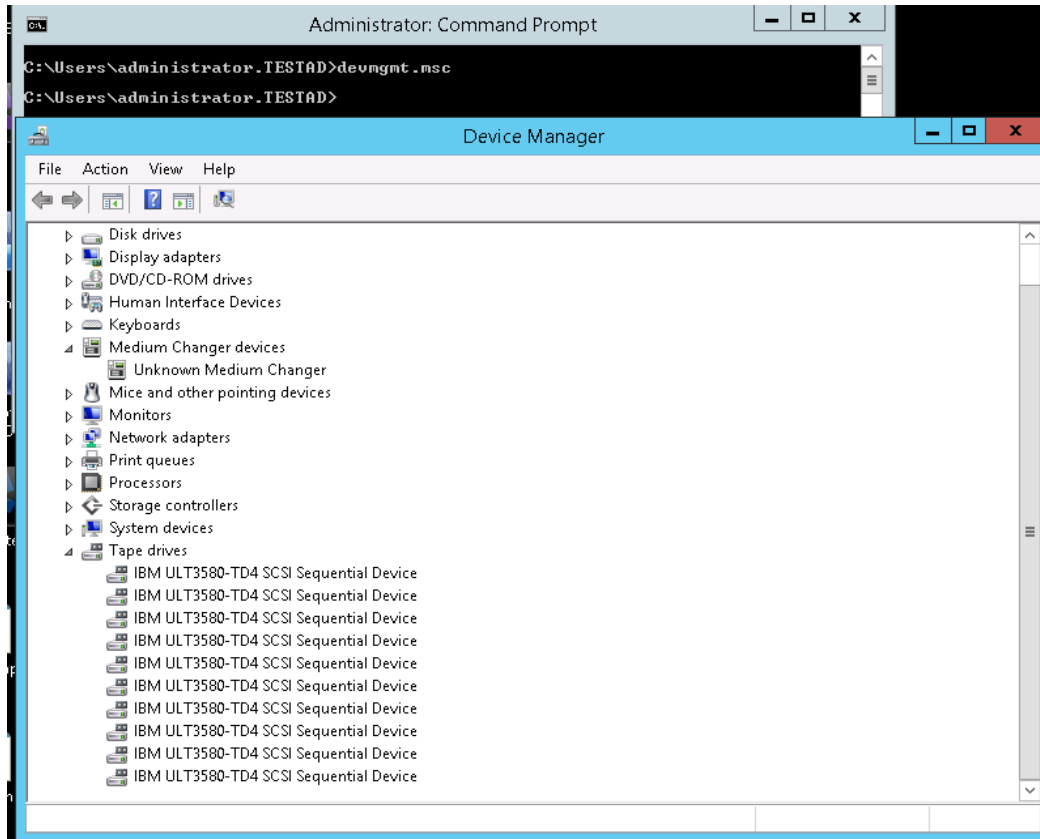 Administrator: Command Prompt
C:\Users\administrator.TESTAD>devmgmt.msc
C:\Users\administrator.TESTAD>
Device Manager
File Action View Help
Disk drives
Display adapters
DVD/CD-ROM drives
Human Interface Devices
Keyboards
Medium Changer devices
Unknown Medium Changer
Mice and other pointing devices
Monitors
Network adapters
Print queues
Processors
Storage controllers
System devices
Tape drives
IBM ULT3580-TD4 SCSI Sequential Device
IBM ULT3580-TD4 SCSI Sequential Device
IBM ULT3580-TD4 SCSI Sequential Device
IBM ULT3580-TD4 SCSI Sequential Device
IBM ULT3580-TD4 SCSI Sequential Device
IBM ULT3580-TD4 SCSI Sequential Device
IBM ULT3580-TD4 SCSI Sequential Device
IBM ULT3580-TD4 SCSI Sequential Device
IBM ULT3580-TD4 SCSI Sequential Device
IBM ULT3580-TD4 SCSI Sequential Device